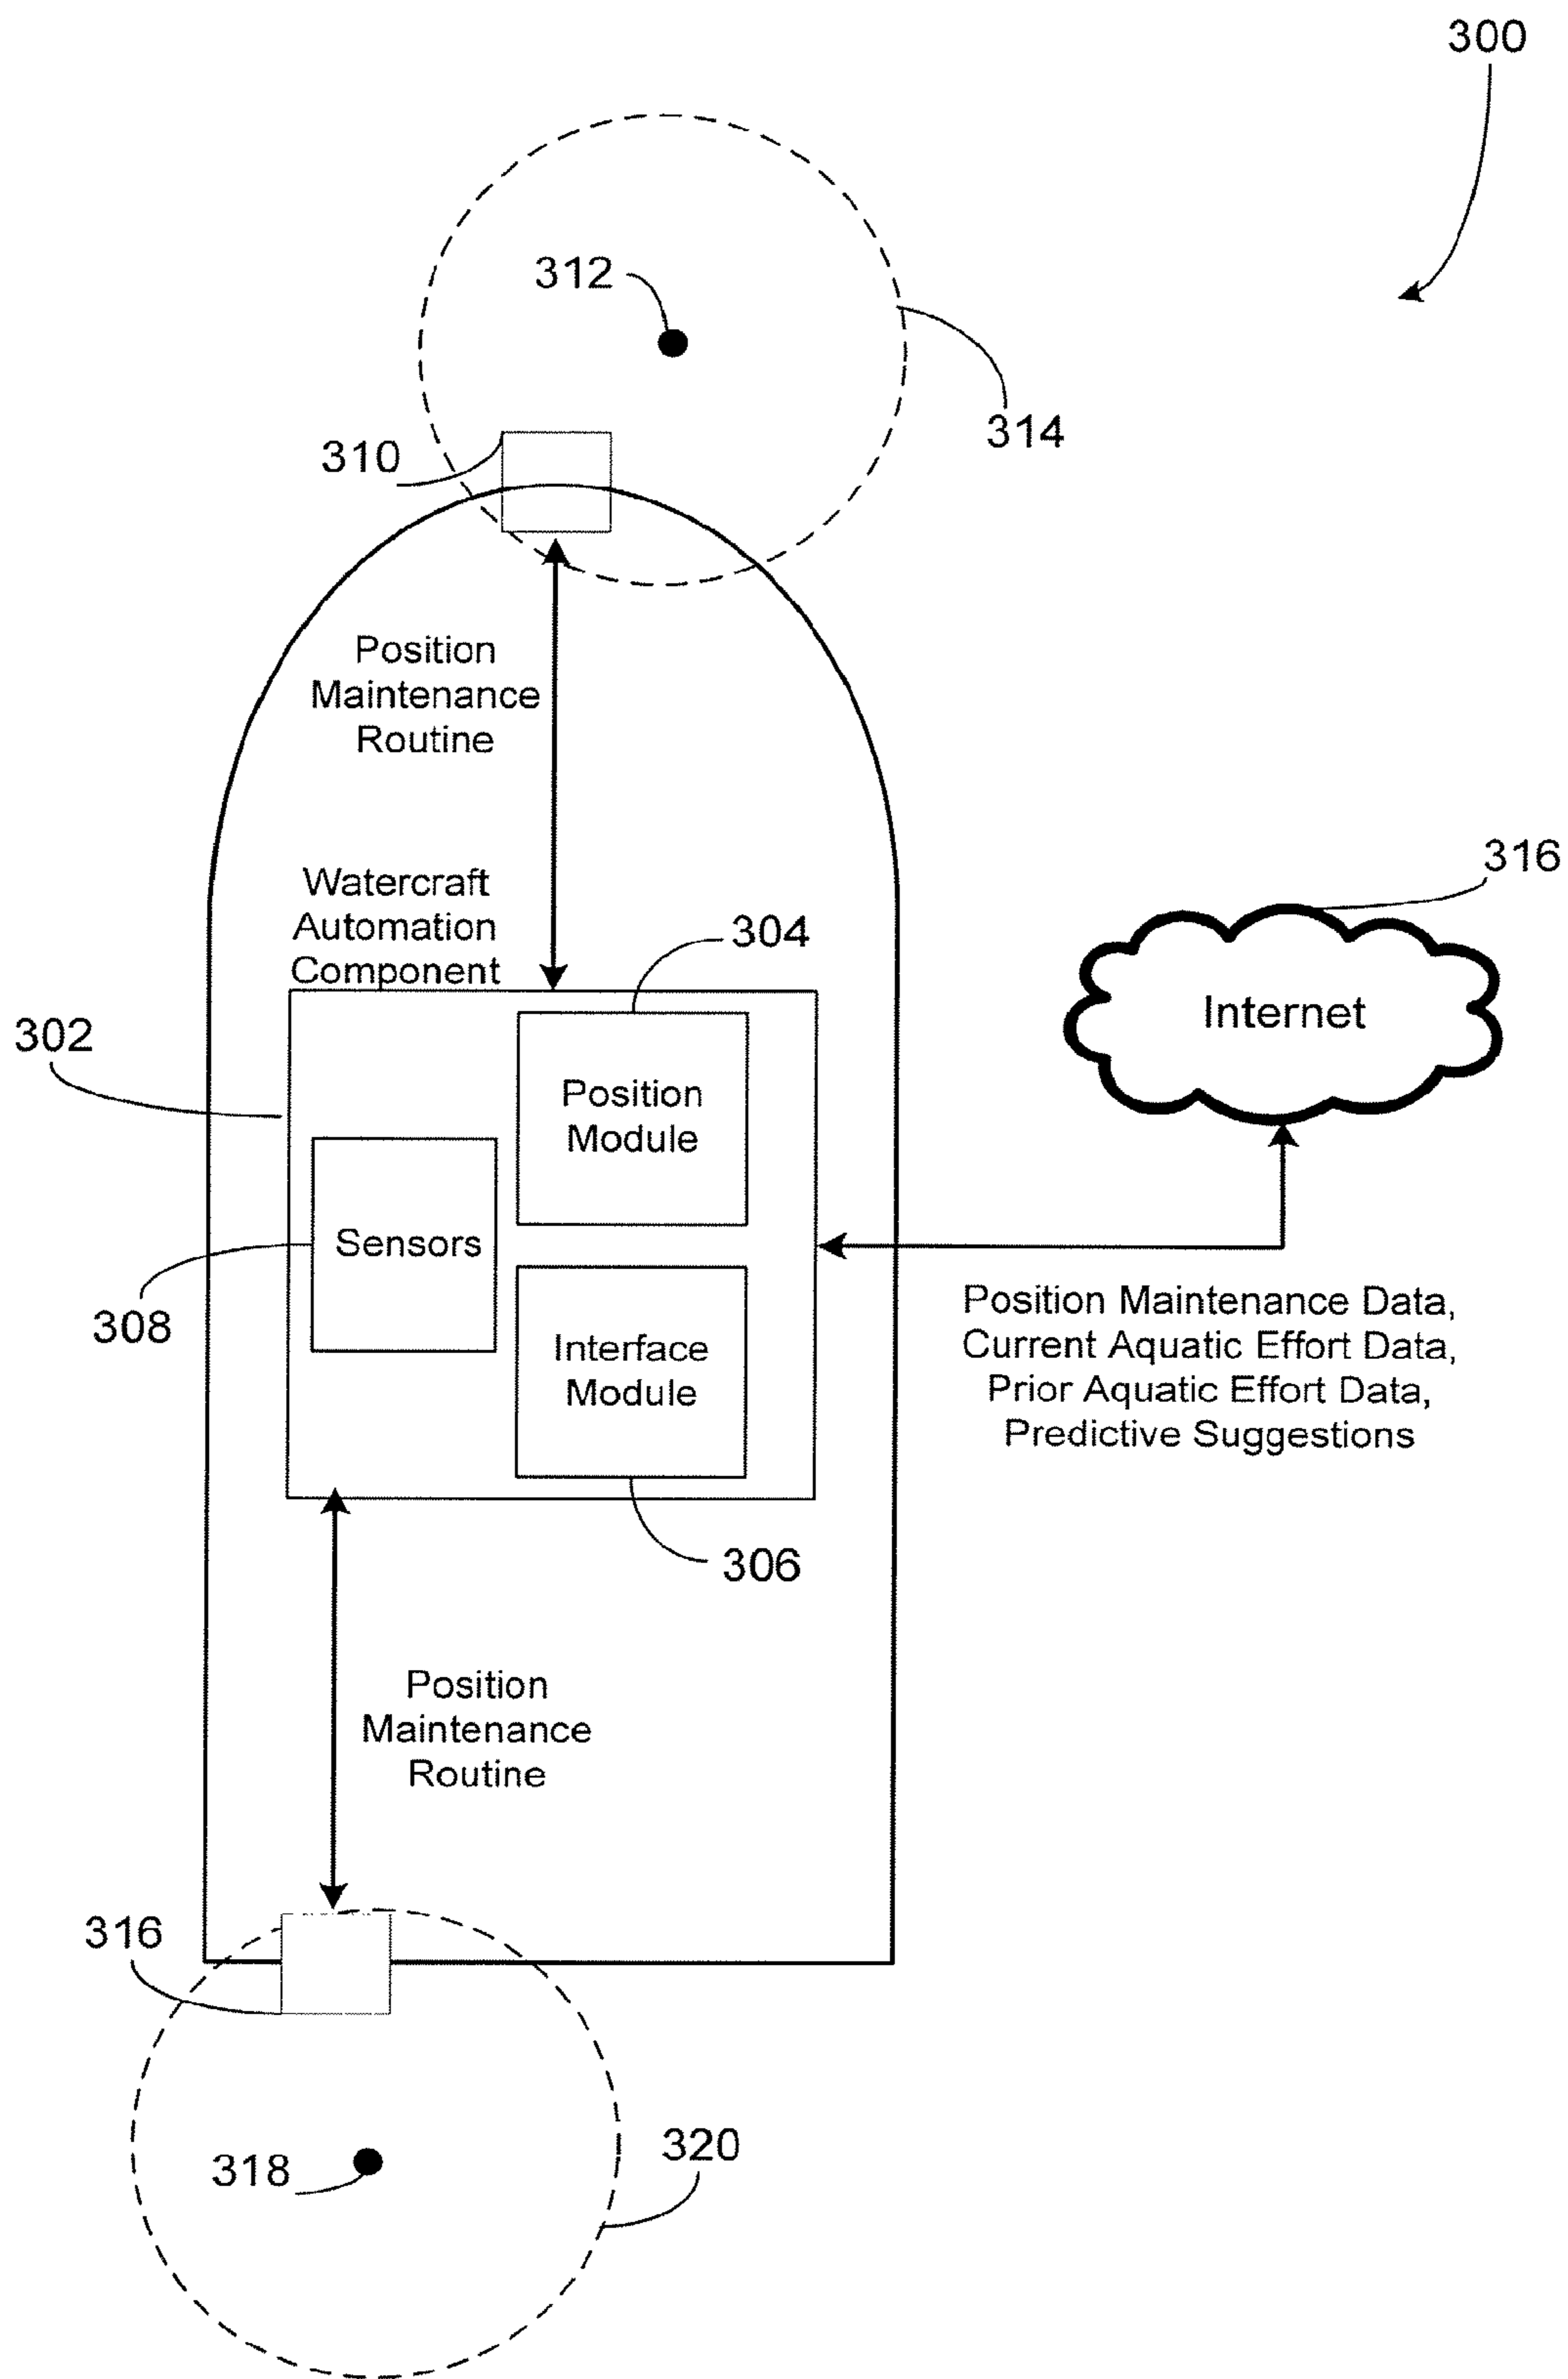 300
312
314
310
Position
Maintenance
Routine
316
Watercraft
Automation
Component
304
Internet
302
Position
Module
Sensors
308
Position Maintenance Data,
Current Aquatic Effort Data,
Prior Aquatic Effort Data,
Predictive Suggestions
Interface
Module
306
Position
Maintenance
Routine
316
318
320